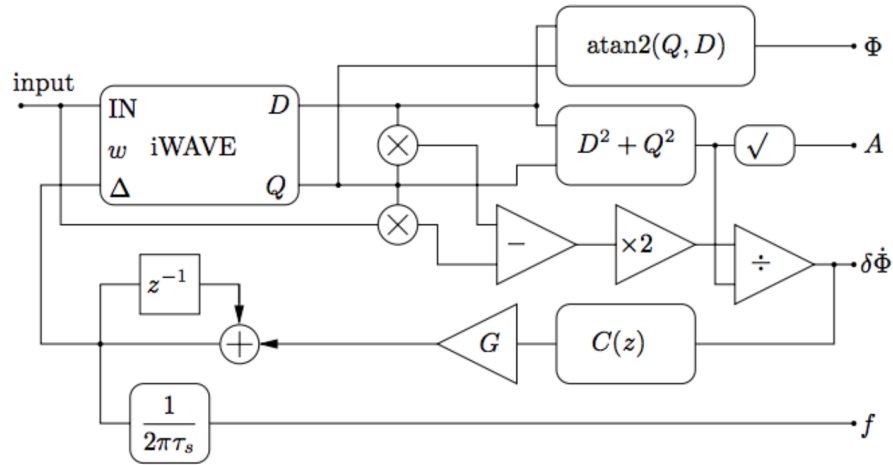 atan2(Q, D)
Φ
input
IN
D
w
iWAVE
×
D² + Q²
√
A
Δ
Q
×
−
×2
÷
δΦ̇
z⁻¹
+
G
C(z)
1
2πτₛ
f